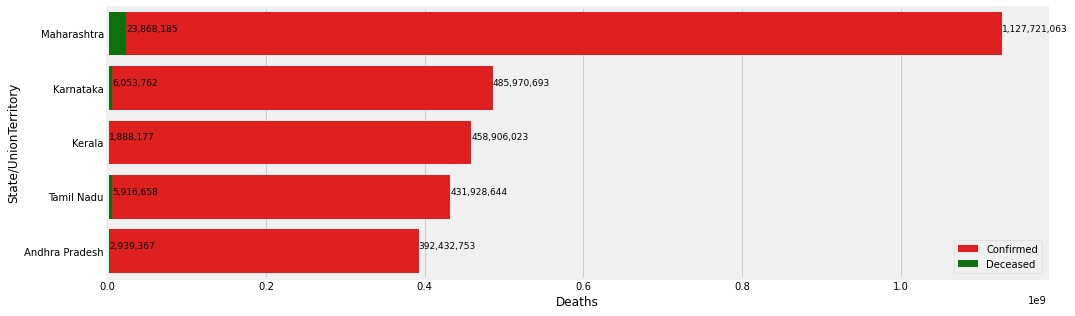 Maharashtra
23,868,185
1,127,721,063
Karnataka
6,053,762
485,970,693
Kerala
1,888,177
458,906,023
Tamil Nadu
5,916,658
431,928,644
Andhra Pradesh
2,939,367
392,432,753
State/UnionTerritory
Confirmed
Deceased
0.0 0.2 0.4 0.6 0.8 1.0
Deaths
1e9